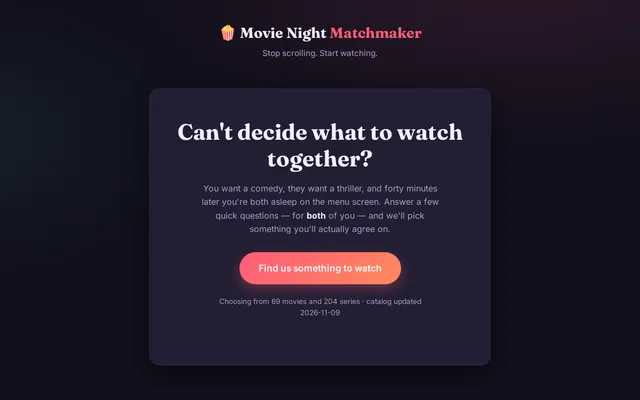 🍿 Movie Night Matchmaker
Stop scrolling. Start watching.
Can't decide what to watch
together?
You want a comedy, they want a thriller, and forty minutes
later you're both asleep on the menu screen. Answer a few
quick questions — for both of you — and we'll pick
something you'll actually agree on.
Find us something to watch
Choosing from 69 movies and 204 series · catalog updated
2026-11-09